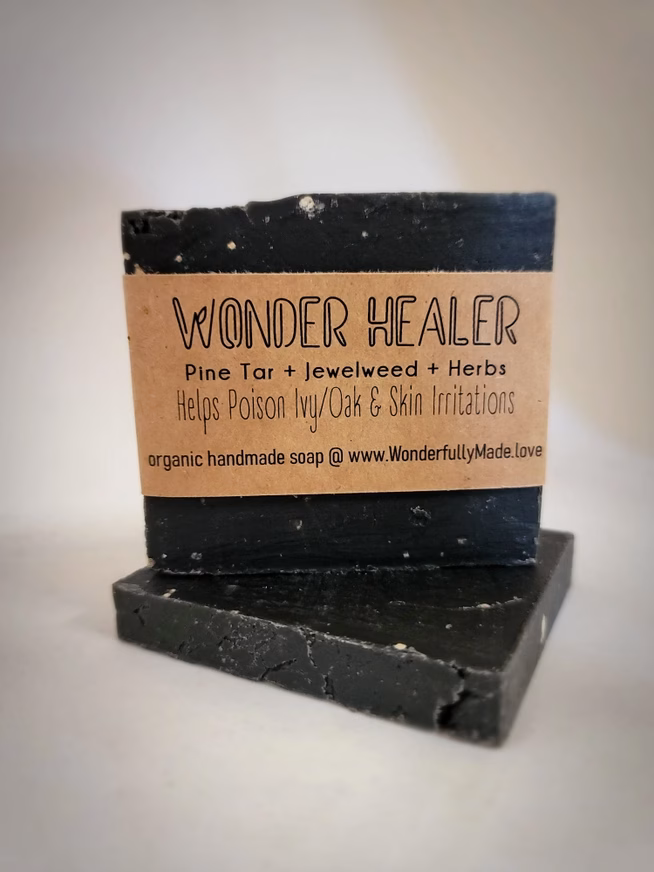 WONDER HEALER
Pine Tar + Jewelweed + Herbs
Helps Poison Ivy/Oak & Skin Irritations
organic handmade soap @ www.WonderfullyMade.love